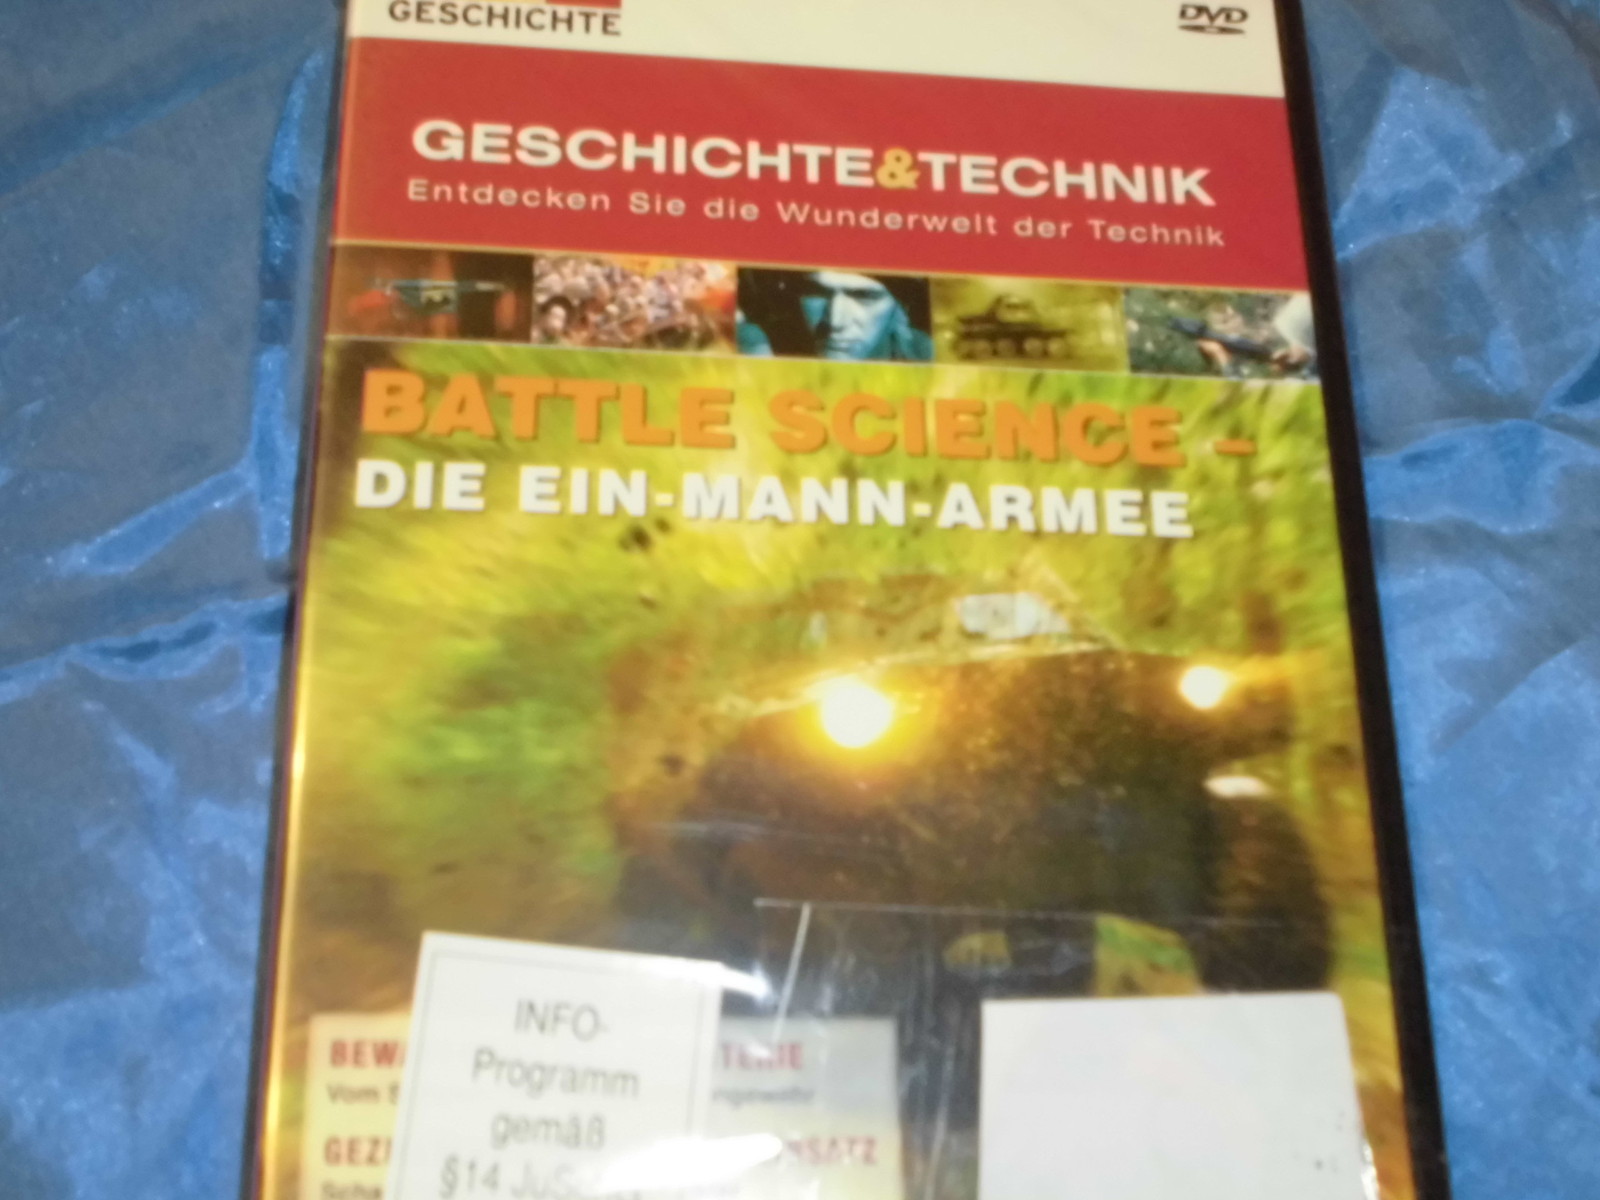 GESCHICHTE
DVD
GESCHICHTE&TECHNIK
Entdecken Sie die Wunderwelt der Technik
BATTLE SCIENCE –
DIE EIN-MANN-ARMEE
INFO-
Programm
gemäß
§14
Vom